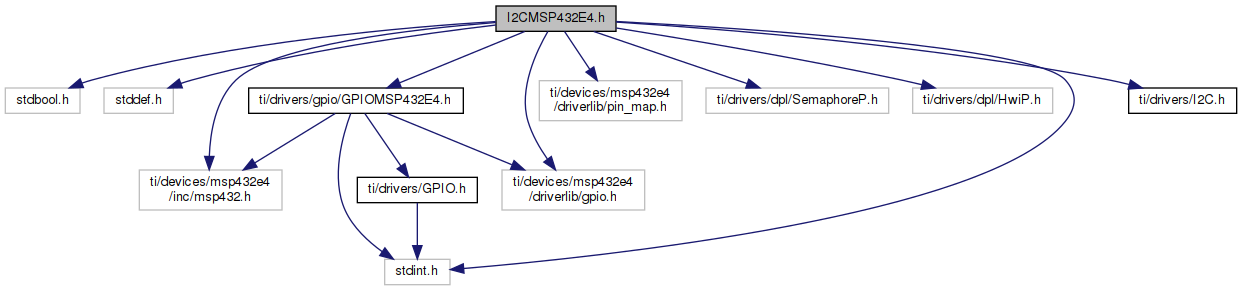 I2CMSP432E4.h
stdbool.h
stddef.h
ti/drivers/gpio/GPIOMSP432E4.h
ti/devices/msp432e4
/driverlib/pin_map.h
ti/drivers/dpl/SemaphoreP.h
ti/drivers/dpl/HwiP.h
ti/drivers/I2C.h
ti/devices/msp432e4
/inc/msp432.h
ti/drivers/GPIO.h
ti/devices/msp432e4
/driverlib/gpio.h
stdint.h